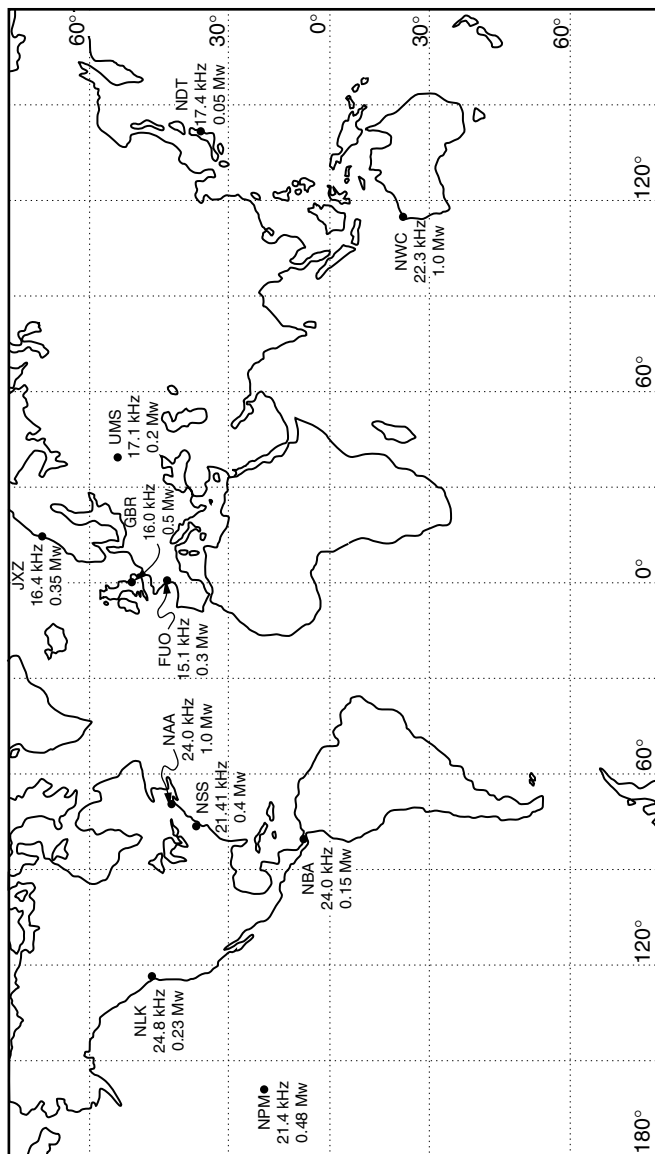 60°
30°
0°
30°
60°
180°
120°
60°
0°
60°
120°
NPM
21.4 kHz
0.48 Mw
NLK
24.8 kHz
0.23 Mw
NBA
24.0 kHz
0.15 Mw
NSS
21.41 kHz
0.4 Mw
NAA
24.0 kHz
1.0 Mw
FUO
15.1 kHz
0.3 Mw
JXZ
16.4 kHz
0.35 Mw
GBR
16.0 kHz
0.5 Mw
UMS
17.1 kHz
0.2 Mw
NWC
22.3 kHz
1.0 Mw
NDT
17.4 kHz
0.05 Mw